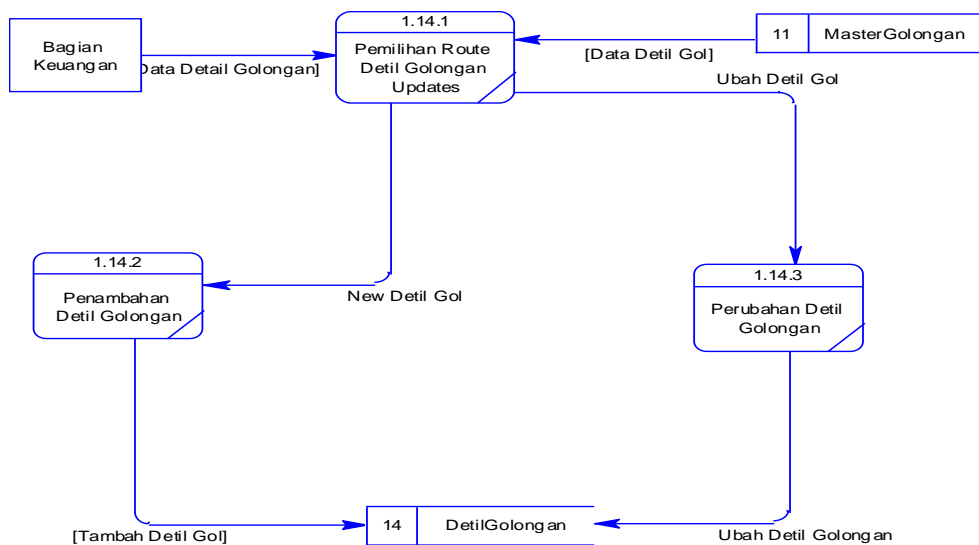 1.14.1
Bagian
Keuangan
Pemilihan Route
Detil Golongan
Updates
11
MasterGolongan
Data Detail Golongan]
[Data Detil Gol]
Ubah Detil Gol
1.14.2
Penambahan
Detil Golongan
New Detil Gol
1.14.3
Perubahan Detil
Golongan
14
DetilGolongan
[Tambah Detil Gol]
Ubah Detil Golongan